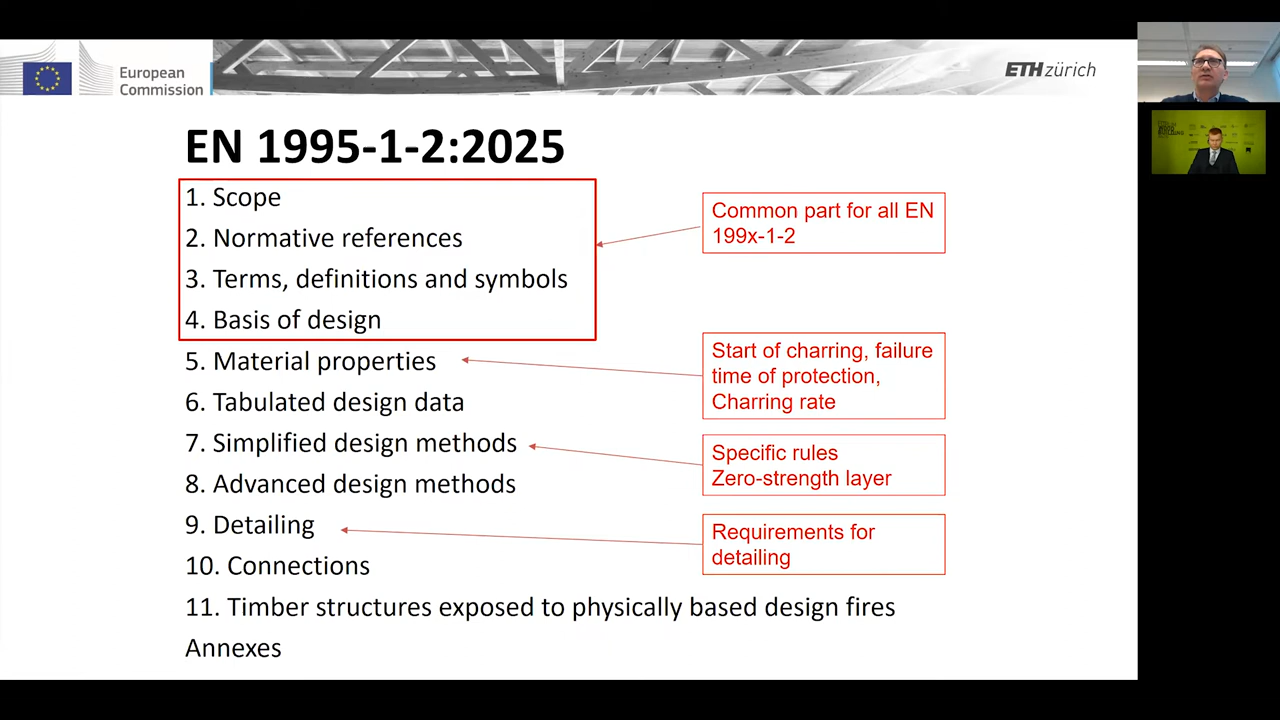 European
Commission
ETH zürich
EN 1995-1-2:2025
1. Scope
2. Normative references
3. Terms, definitions and symbols
4. Basis of design
5. Material properties
6. Tabulated design data
7. Simplified design methods
8. Advanced design methods
9. Detailing
10. Connections
11. Timber structures exposed to physically based design fires
Annexes
Common part for all EN
199x-1-2
Start of charring, failure
time of protection,
Charring rate
Specific rules
Zero-strength layer
Requirements for
detailing